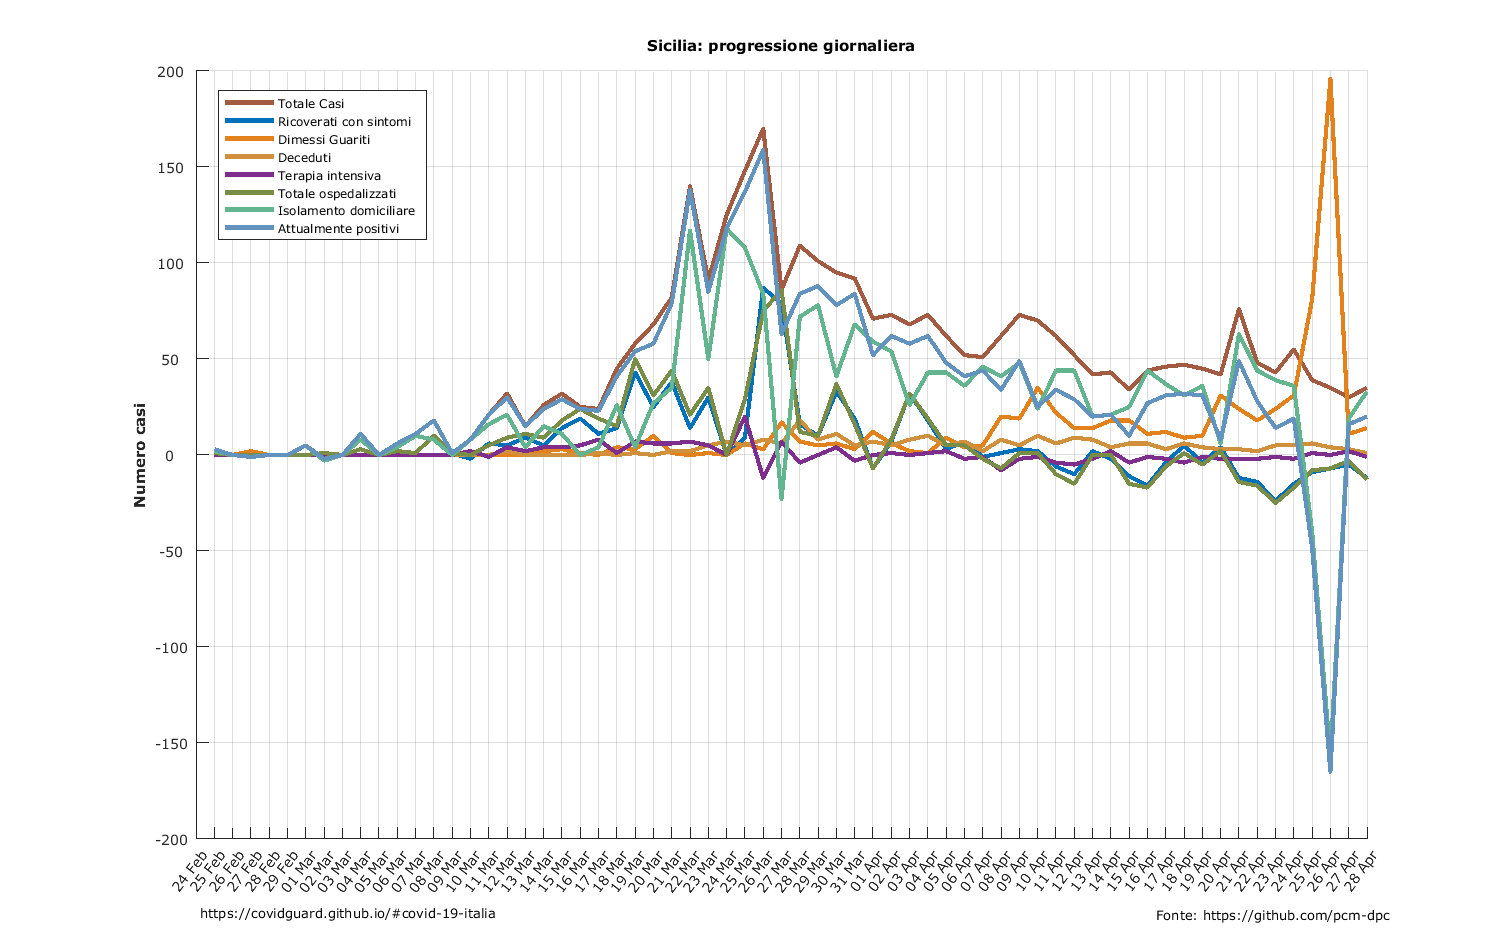 Sicilia: progressione giornaliera
200
150
100
50
0
-50
-100
-150
-200
Numero casi
Totale Casi
Ricoverati con sintomi
Dimessi Guariti
Deceduti
Terapia intensiva
Totale ospedalizzati
Isolamento domiciliare
Attualmente positivi
24 Feb
25 Feb
26 Feb
27 Feb
28 Feb
29 Feb
01 Mar
02 Mar
03 Mar
04 Mar
05 Mar
06 Mar
07 Mar
08 Mar
09 Mar
10 Mar
11 Mar
12 Mar
13 Mar
14 Mar
15 Mar
16 Mar
17 Mar
18 Mar
19 Mar
20 Mar
21 Mar
22 Mar
23 Mar
24 Mar
25 Mar
26 Mar
27 Mar
28 Mar
29 Mar
30 Mar
31 Mar
01 Apr
02 Apr
03 Apr
04 Apr
05 Apr
06 Apr
07 Apr
08 Apr
09 Apr
10 Apr
11 Apr
12 Apr
13 Apr
14 Apr
15 Apr
16 Apr
17 Apr
18 Apr
19 Apr
20 Apr
21 Apr
22 Apr
23 Apr
24 Apr
25 Apr
26 Apr
27 Apr
28 Apr
https://covidguard.github.io/#covid-19-italia
Fonte: https://github.com/pcm-dpc